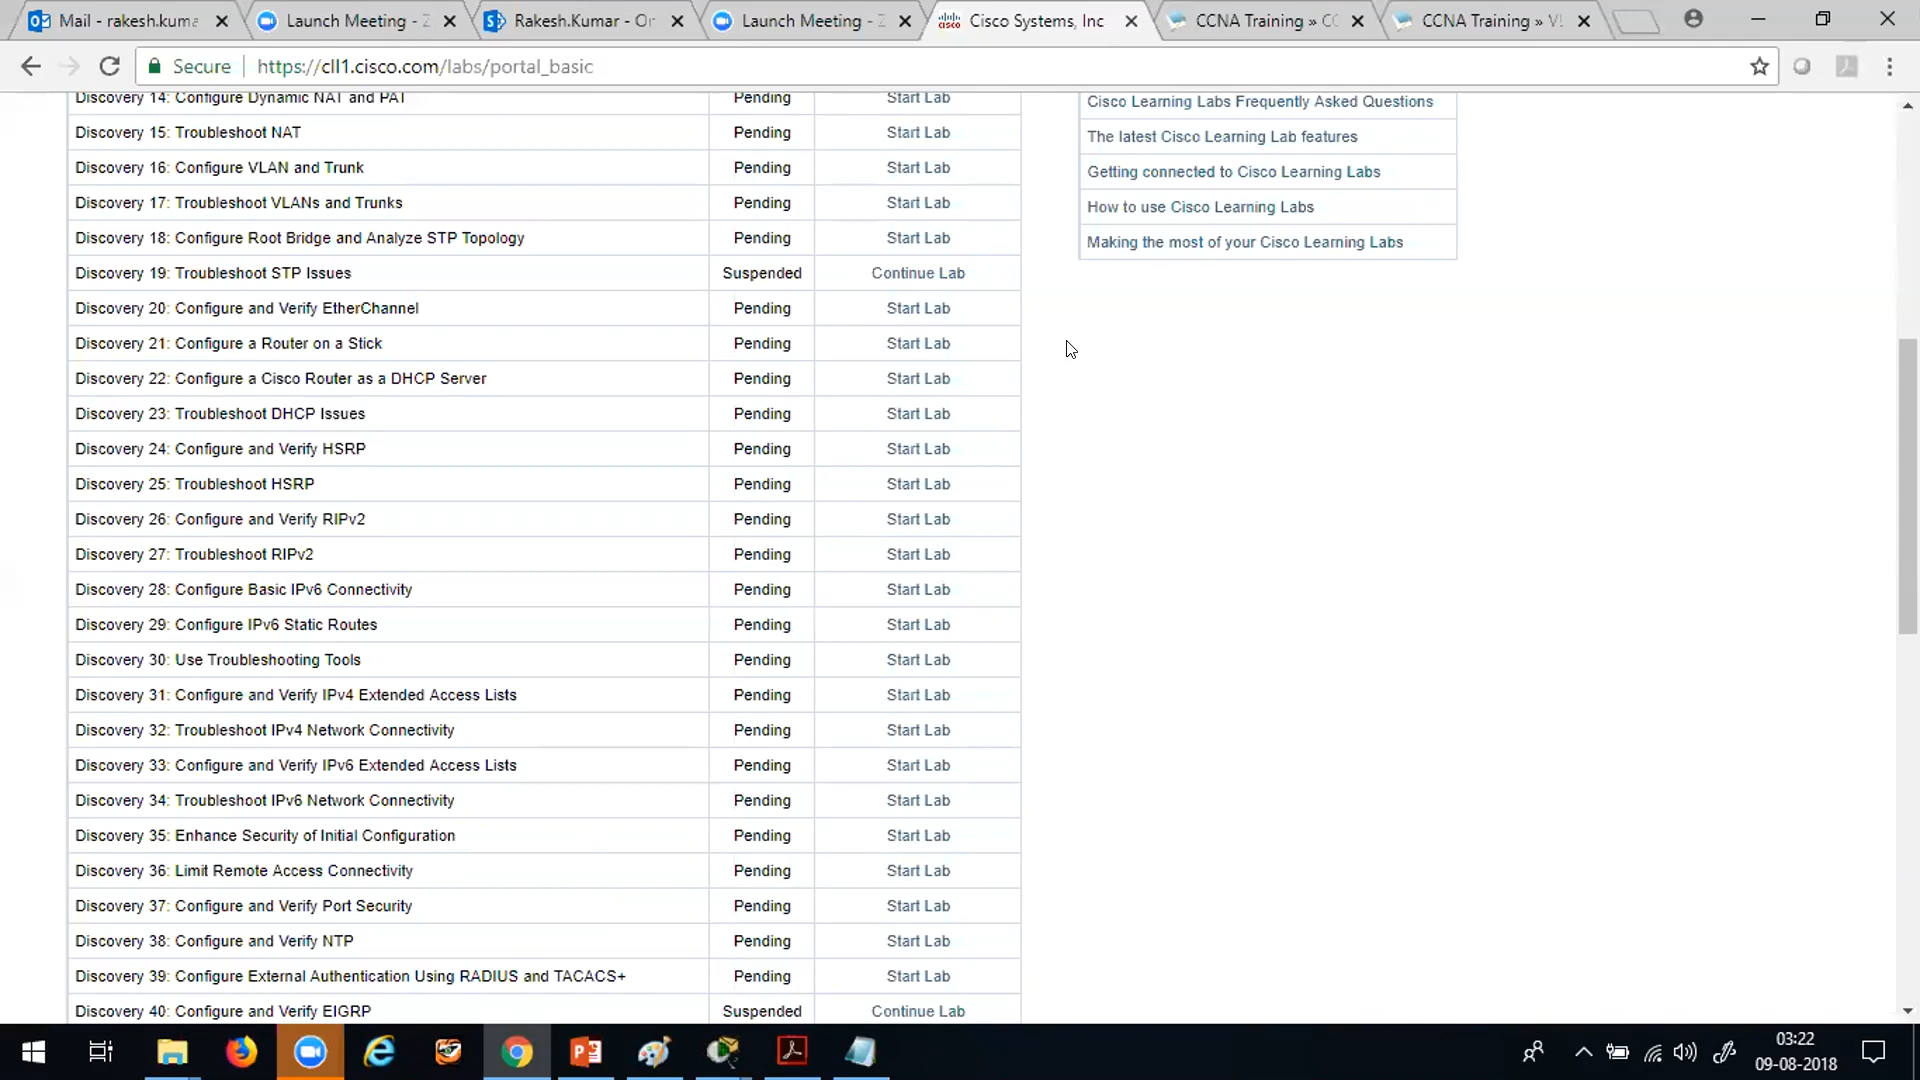 Mail - rakesh.kuma
Launch Meeting - Z
Rakesh.Kumar - On
Launch Meeting - Z
Cisco Systems, Inc
CCNA Training » CC
CCNA Training » V
Secure
https://cll1.cisco.com/labs/portal_basic
Discovery 14: Configure Dynamic NAT and PAT Pending Start Lab
Discovery 15: Troubleshoot NAT Pending Start Lab
Discovery 16: Configure VLAN and Trunk Pending Start Lab
Discovery 17: Troubleshoot VLANs and Trunks Pending Start Lab
Discovery 18: Configure Root Bridge and Analyze STP Topology Pending Start Lab
Discovery 19: Troubleshoot STP Issues Suspended Continue Lab
Discovery 20: Configure and Verify EtherChannel Pending Start Lab
Discovery 21: Configure a Router on a Stick Pending Start Lab
Discovery 22: Configure a Cisco Router as a DHCP Server Pending Start Lab
Discovery 23: Troubleshoot DHCP Issues Pending Start Lab
Discovery 24: Configure and Verify HSRP Pending Start Lab
Discovery 25: Troubleshoot HSRP Pending Start Lab
Discovery 26: Configure and Verify RIPv2 Pending Start Lab
Discovery 27: Troubleshoot RIPv2 Pending Start Lab
Discovery 28: Configure Basic IPv6 Connectivity Pending Start Lab
Discovery 29: Configure IPv6 Static Routes Pending Start Lab
Discovery 30: Use Troubleshooting Tools Pending Start Lab
Discovery 31: Configure and Verify IPv4 Extended Access Lists Pending Start Lab
Discovery 32: Troubleshoot IPv4 Network Connectivity Pending Start Lab
Discovery 33: Configure and Verify IPv6 Extended Access Lists Pending Start Lab
Discovery 34: Troubleshoot IPv6 Network Connectivity Pending Start Lab
Discovery 35: Enhance Security of Initial Configuration Pending Start Lab
Discovery 36: Limit Remote Access Connectivity Pending Start Lab
Discovery 37: Configure and Verify Port Security Pending Start Lab
Discovery 38: Configure and Verify NTP Pending Start Lab
Discovery 39: Configure External Authentication Using RADIUS and TACACS+ Pending Start Lab
Discovery 40: Configure and Verify EIGRP Suspended Continue Lab
Cisco Learning Labs Frequently Asked Questions
The latest Cisco Learning Lab features
Getting connected to Cisco Learning Labs
How to use Cisco Learning Labs
Making the most of your Cisco Learning Labs
03:22
09-08-2018